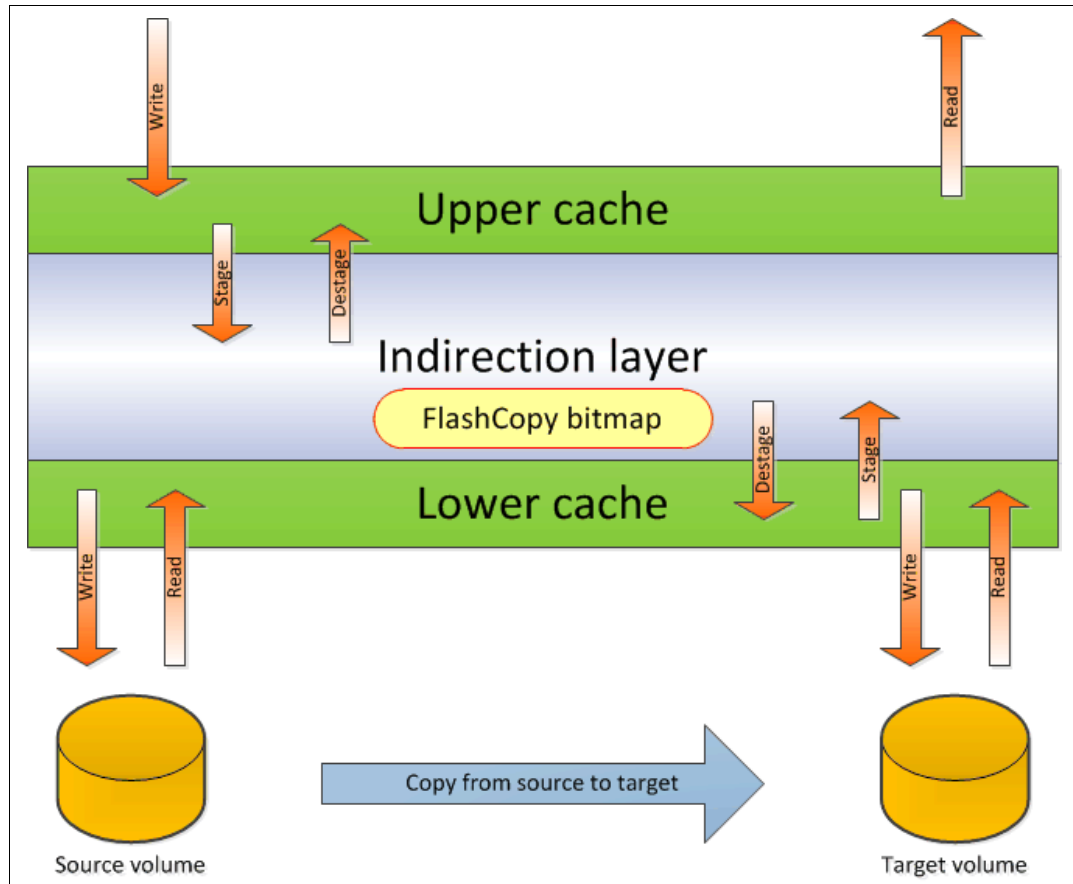 Write
Read
Upper cache
Stage
Destage
Indirection layer
FlashCopy bitmap
Destage
Stage
Lower cache
Write
Read
Write
Read
Copy from source to target
Source volume
Target volume